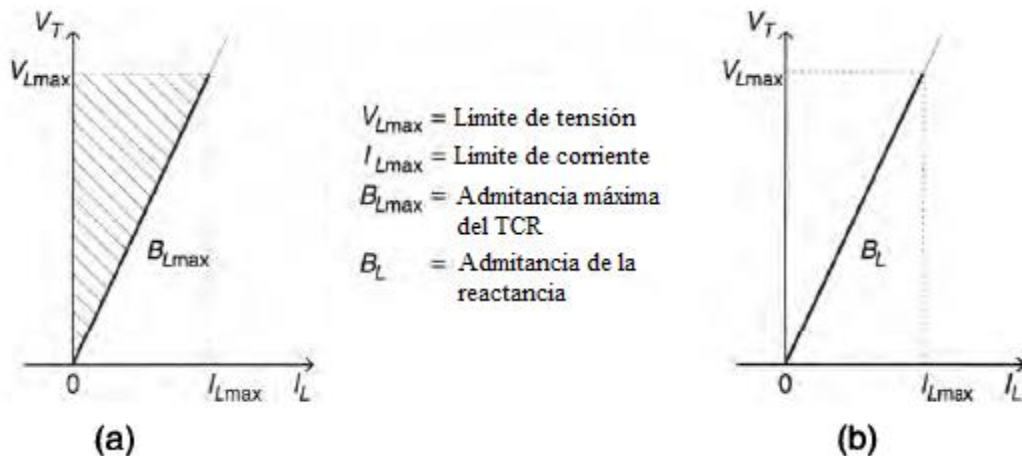 V_T
V_Lmax
B_Lmax
0
I_Lmax
I_L
(a)
V_Lmax = Limite de tensión
I_Lmax = Limite de corriente
B_Lmax = Admitancia máxima
del TCR
B_L = Admitancia de la
reactancia
V_T
V_Lmax
B_L
0
I_Lmax
I_L
(b)